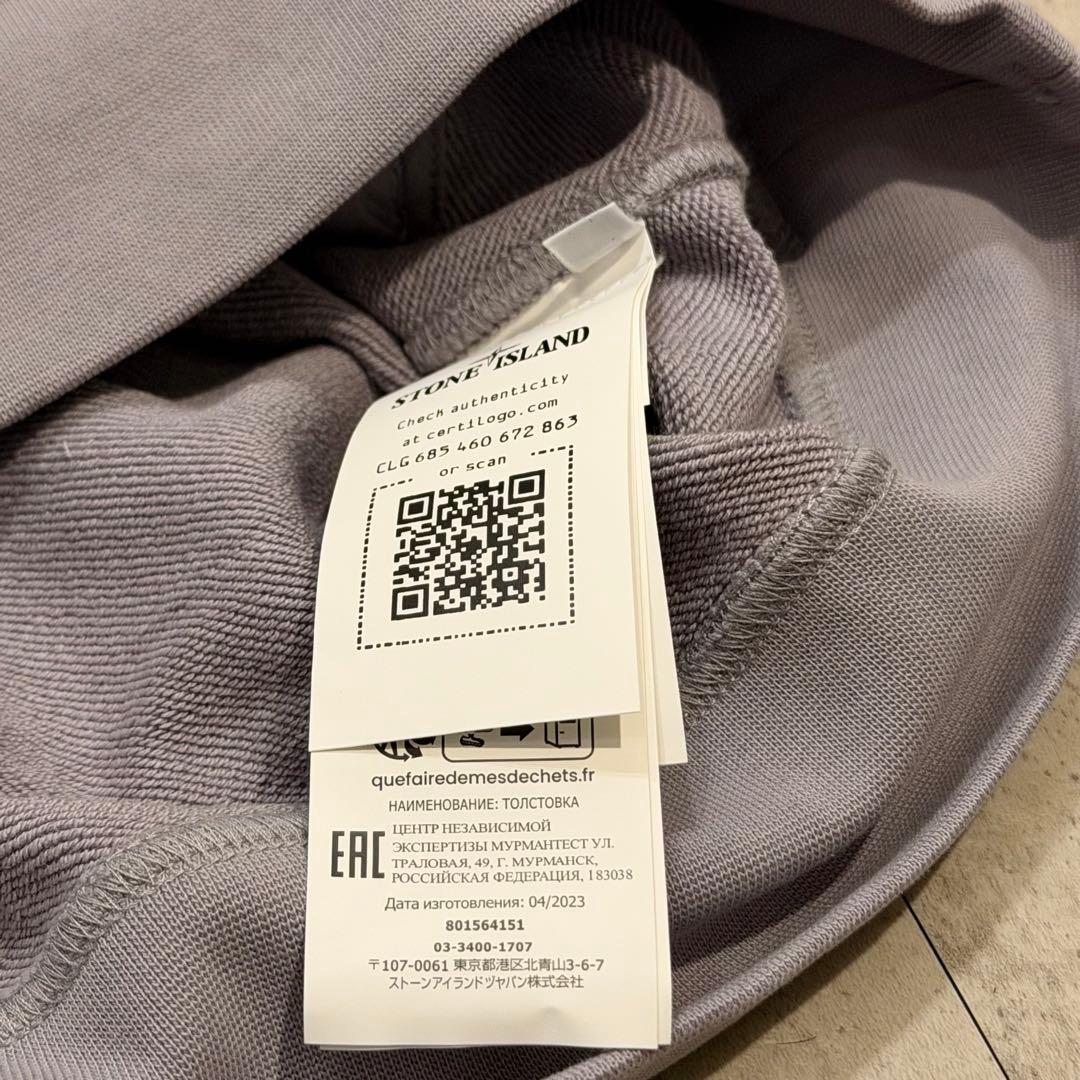 STONE ISLAND
Check authenticity
at certilogo.com
CLG 685 460 672 863
or scan
quefairedemesdechets.fr
НАИМЕНОВАНИЕ: ТОЛСТОВКА
EAC
ЦЕНТР НЕЗАВИСИМОЙ
ЭКСПЕРТИЗЫ МУРМАНТЕСТ УЛ.
ТРАЛОВАЯ, 49, Г. МУРМАНСК,
РОССИЙСКАЯ ФЕДЕРАЦИЯ, 183038
Дата изготовления: 04/2023
801564151
03-3400-1707
〒107-0061 東京都港区北青山3-6-7
ストーンアイランドジャパン株式会社